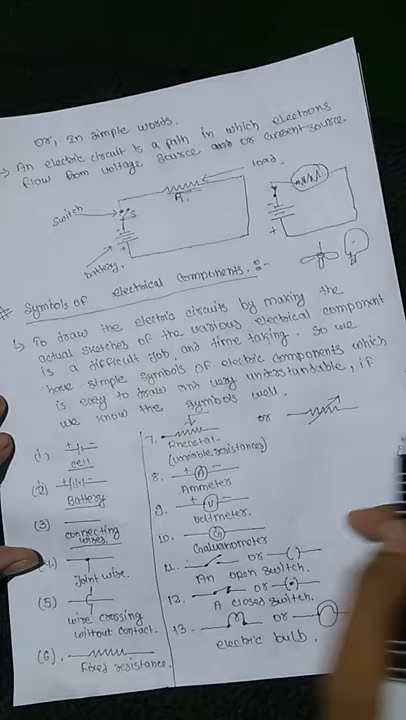 or, In simple words.
→ An electric circuit is a path in which electrons
flow from voltage source and or current source.
load.
switch
S
R
+
-
battery.
+
# Symbols of electrical components :-
↳ To draw the electric circuits by making the
actual sketches of the various electrical component
is a difficult job, and time taking. So we
have simple symbols of electric components which
is easy to draw and very understandable, if
we know the symbols well.
(1) + -
cell
(2) + -
Battery
(3)
connecting
wires.
(4)
Joint wire.
(5)
wire crossing
without contact.
(6).
Fixed resistance.
7. or
Rheostat.
(variable resistances)
8. + A -
Ammeter
9. + V -
Voltmeter.
10. G
Galvanometer
11. or ( )
An open switch.
12. or (•)
A closed switch.
13. or
electric bulb.